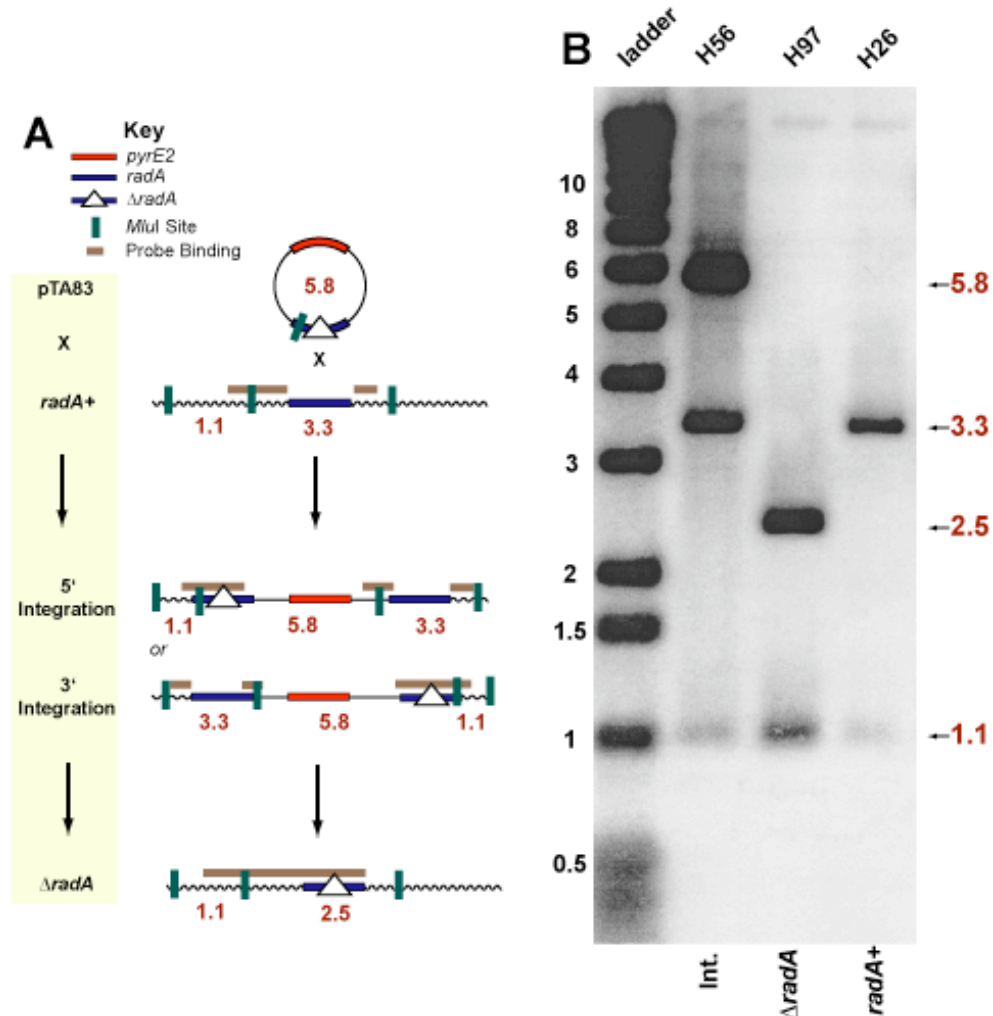 A
Key
pyrE2
radA
ΔradA
MluI Site
Probe Binding
pTA83
5.8
X
X
radA+
1.1 3.3
5'
Integration
1.1 5.8 3.3
or
3'
Integration
3.3 5.8 1.1
ΔradA
1.1 2.5
B
ladder H56 H97 H26
10
8
6
5
4
3
2
1.5
1
0.5
←5.8
←3.3
←2.5
←1.1
Int. ΔradA radA+